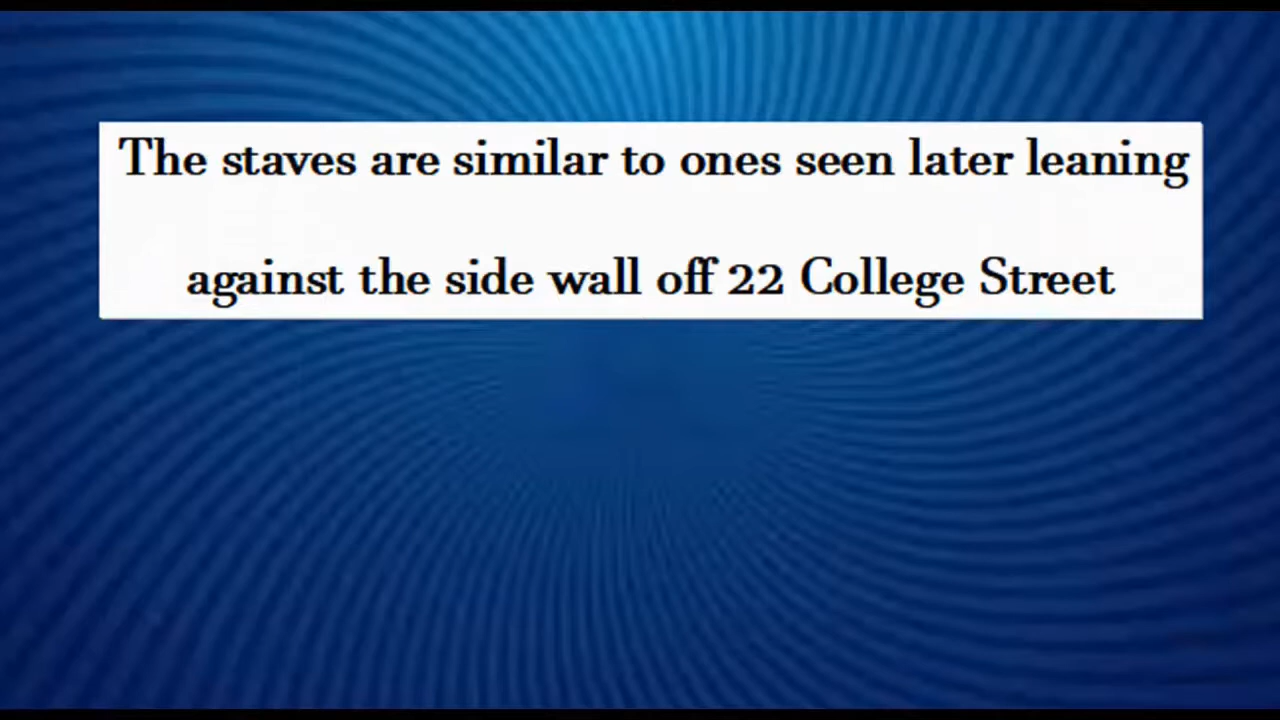 The staves are similar to ones seen later leaning
against the side wall off 22 College Street